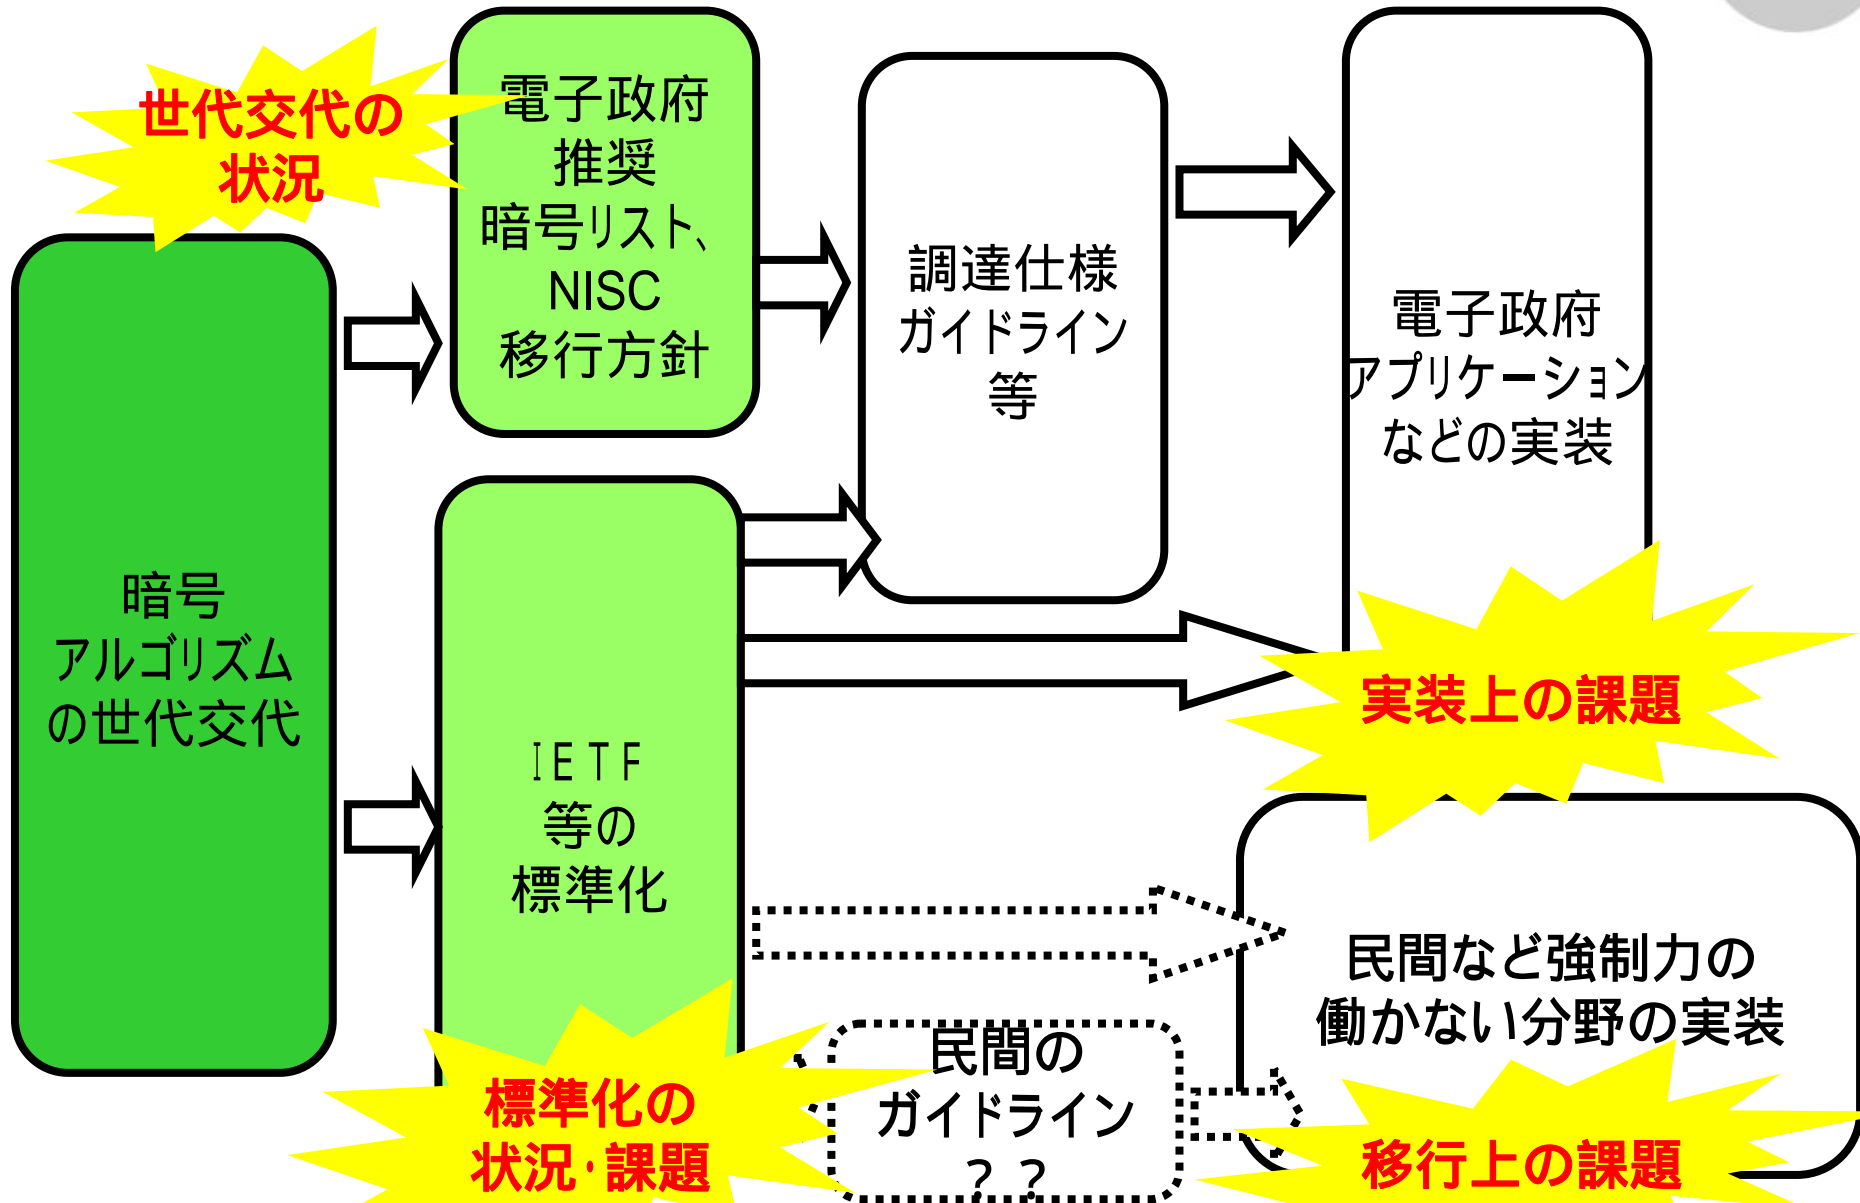 世代交代の
状況
電子政府
推奨
暗号リスト、
NISC
移行方針
調達仕様
ガイドライン
等
電子政府
アプリケーション
などの実装
暗号
アルゴリズム
の世代交代
IETF
等の
標準化
実装上の課題
民間など強制力の
働かない分野の実装
民間の
ガイドライン
??
標準化の
状況・課題
移行上の課題